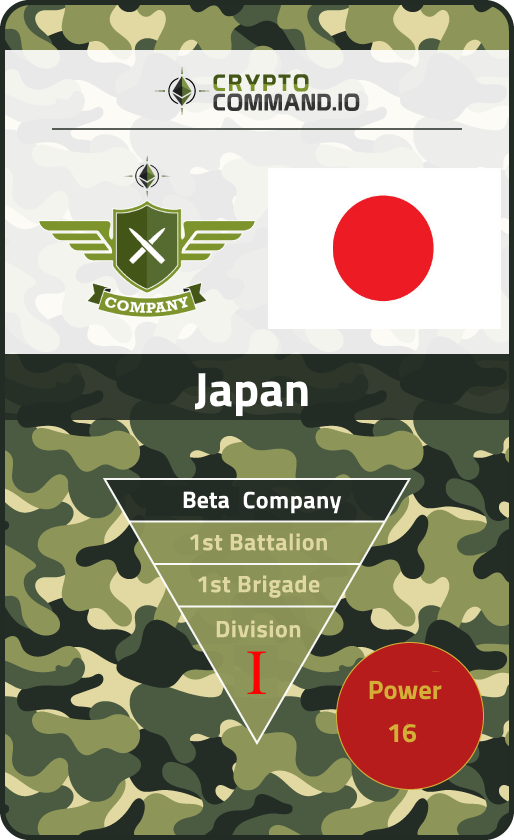 CRYPTO
COMMAND.IO
COMPANY
Japan
Beta Company
1st Battalion
1st Brigade
Division
I
Power
16